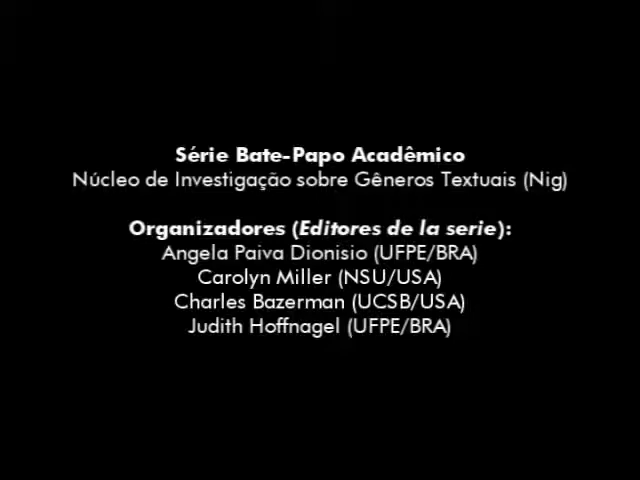 Série Bate-Papo Acadêmico
Núcleo de Investigação sobre Gêneros Textuais (Nig)
Organizadores (Editores de la serie):
Angela Paiva Dionisio (UFPE/BRA)
Carolyn Miller (NSU/USA)
Charles Bazerman (UCSB/USA)
Judith Hoffnagel (UFPE/BRA)